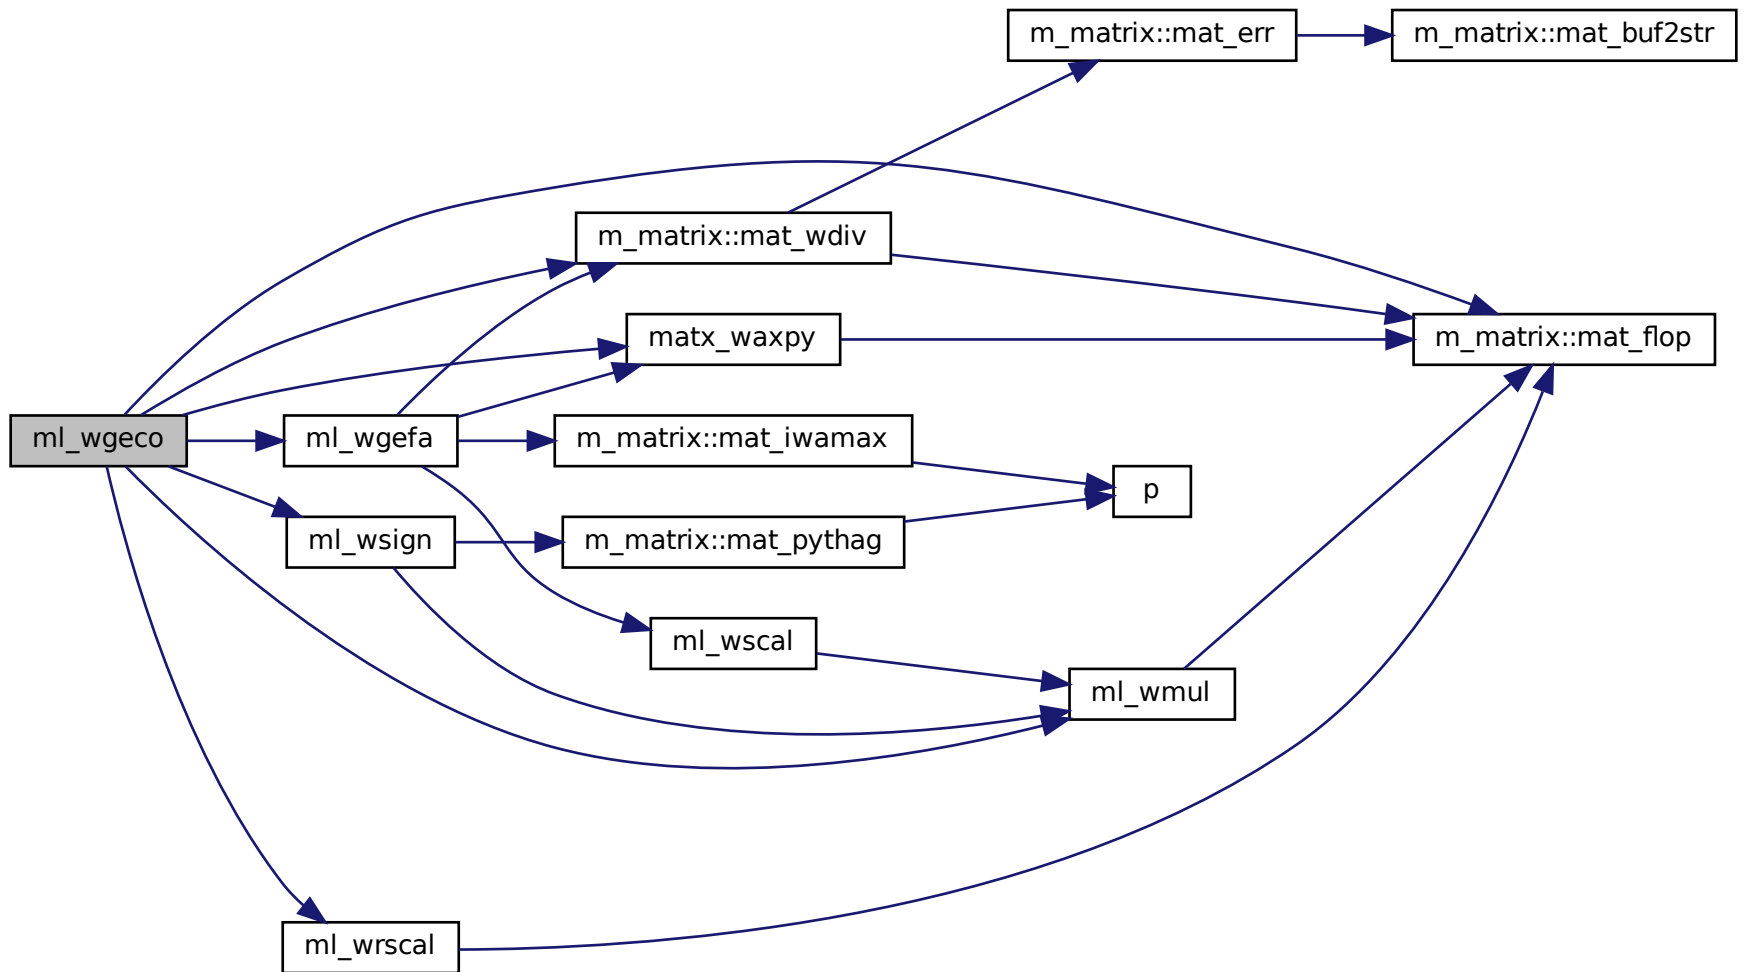 m_matrix::mat_err
m_matrix::mat_buf2str
m_matrix::mat_wdiv
matx_waxpy
m_matrix::mat_flop
ml_wgeco
ml_wgefa
m_matrix::mat_iwamax
p
ml_wsign
m_matrix::mat_pythag
ml_wscal
ml_wmul
ml_wrscal